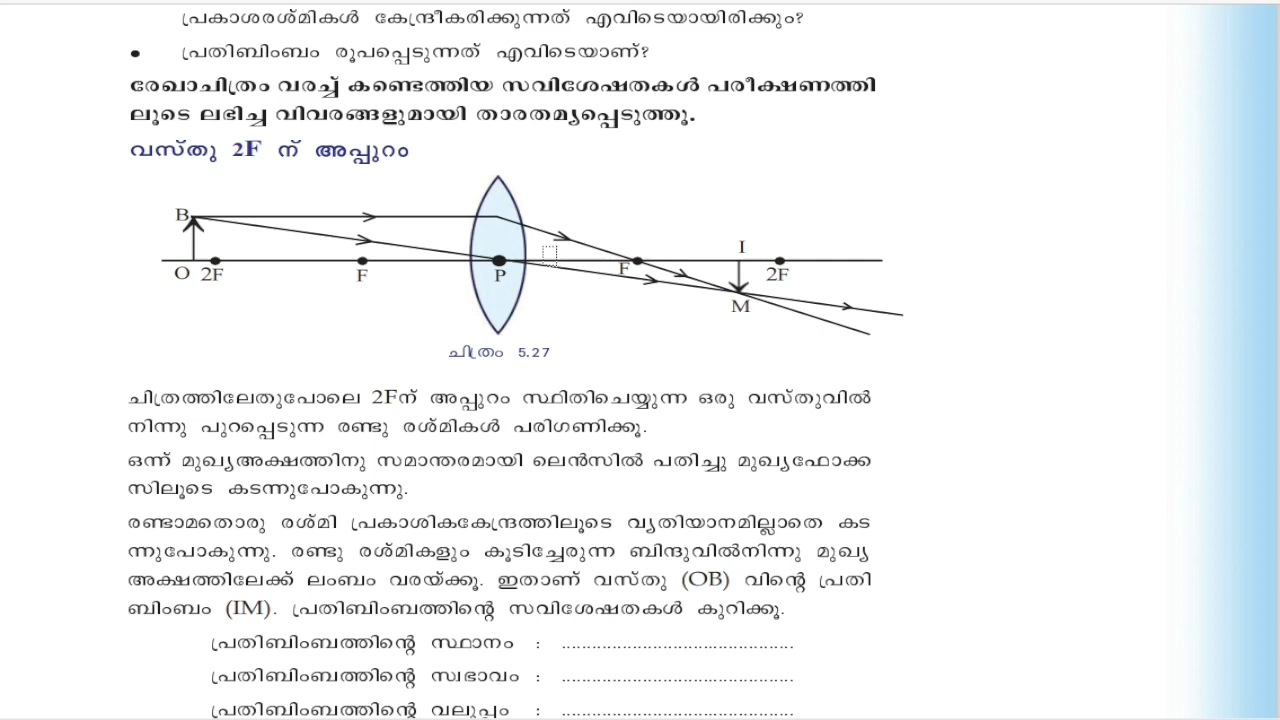 പ്രകാശരശ്മികൾ കേന്ദ്രീകരിക്കുന്നത് എവിടെയായിരിക്കും?
• പ്രതിബിംബം രൂപപ്പെടുന്നത് എവിടെയാണ്?
രേഖാചിത്രം വരച്ച് കണ്ടെത്തിയ സവിശേഷതകൾ പരീക്ഷണത്തി
ലൂടെ ലഭിച്ച വിവരങ്ങളുമായി താരതമ്യപ്പെടുത്തൂ.
വസ്തു 2F ന് അപ്പുറം
B
I
O 2F F P F 2F
M
ചിത്രം 5.27
ചിത്രത്തിലേതുപോലെ 2Fന് അപ്പുറം സ്ഥിതിചെയ്യുന്ന ഒരു വസ്തുവിൽ
നിന്നു പുറപ്പെടുന്ന രണ്ടു രശ്മികൾ പരിഗണിക്കൂ.
ഒന്ന് മുഖ്യഅക്ഷത്തിനു സമാന്തരമായി ലെൻസിൽ പതിച്ചു മുഖ്യഫോക്ക
സിലൂടെ കടന്നുപോകുന്നു.
രണ്ടാമതൊരു രശ്മി പ്രകാശികകേന്ദ്രത്തിലൂടെ വ്യതിയാനമില്ലാതെ കട
ന്നുപോകുന്നു. രണ്ടു രശ്മികളും കൂടിച്ചേരുന്ന ബിന്ദുവിൽനിന്നു മുഖ്യ
അക്ഷത്തിലേക്ക് ലംബം വരയ്ക്കൂ. ഇതാണ് വസ്തു (OB) വിന്റെ പ്രതി
ബിംബം (IM). പ്രതിബിംബത്തിന്റെ സവിശേഷതകൾ കുറിക്കൂ.
പ്രതിബിംബത്തിന്റെ സ്ഥാനം : ...............................................
പ്രതിബിംബത്തിന്റെ സ്വഭാവം : ...............................................
പ്രതിബിംബത്തിന്റെ വലുപ്പം : ...............................................